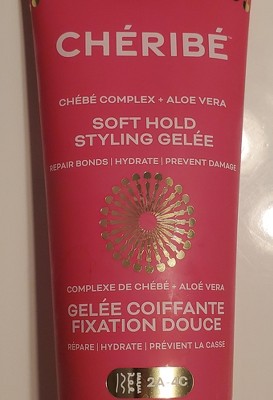 CHÉRIBÉ™
CHÉBÉ COMPLEX + ALOE VERA
SOFT HOLD
STYLING GELÉE
REPAIR BONDS | HYDRATE | PREVENT DAMAGE
COMPLEXE DE CHÉBÉ + ALOÉ VERA
GELÉE COIFFANTE
FIXATION DOUCE
RÉPARE | HYDRATE | PRÉVIENT LA CASSE
2A-4C